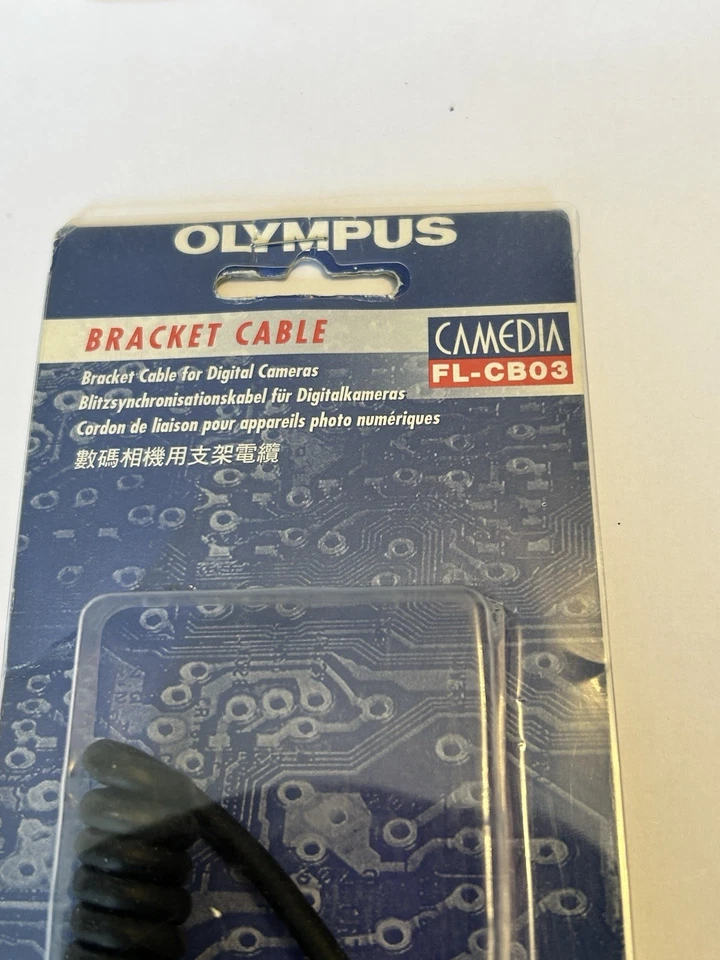 OLYMPUS
BRACKET CABLE
CAMEDIA
FL-CB03
Bracket Cable for Digital Cameras
Blitzsynchronisationskabel für Digitalkameras
Cordon de liaison pour appareils photo numériques
數碼相機用支架電纜